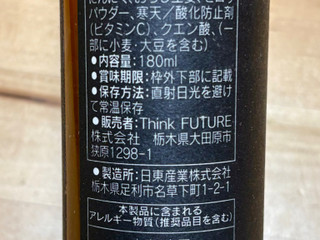 パウダー、寒天/酸化防止剤
(ビタミンC)、クエン酸、(一
部に小麦・大豆を含む)
●内容量:180ml
●賞味期限:枠外下部に記載
●保存方法:直射日光を避け
て常温保存
●販売者:Think FUTURE
株式会社 栃木県大田原市
狭原1298-1
●製造所:日東産業株式会社
栃木県足利市名草下町1-2-1
本製品に含まれる
アレルギー物質(推奨品目を含む)